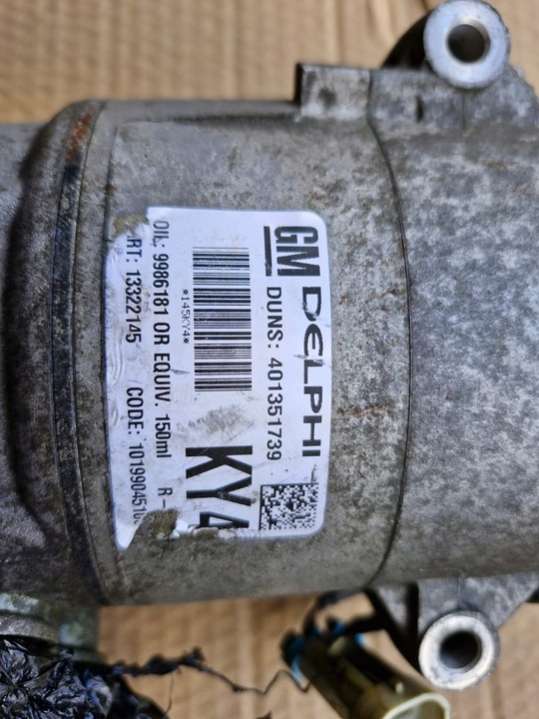 GM DELPHI
DUNS: 401351739
*145KY4*
KY4
OIL: 9986181 OR EQUIV. 150ml R-
RT: 13322145 CODE: 1019904510